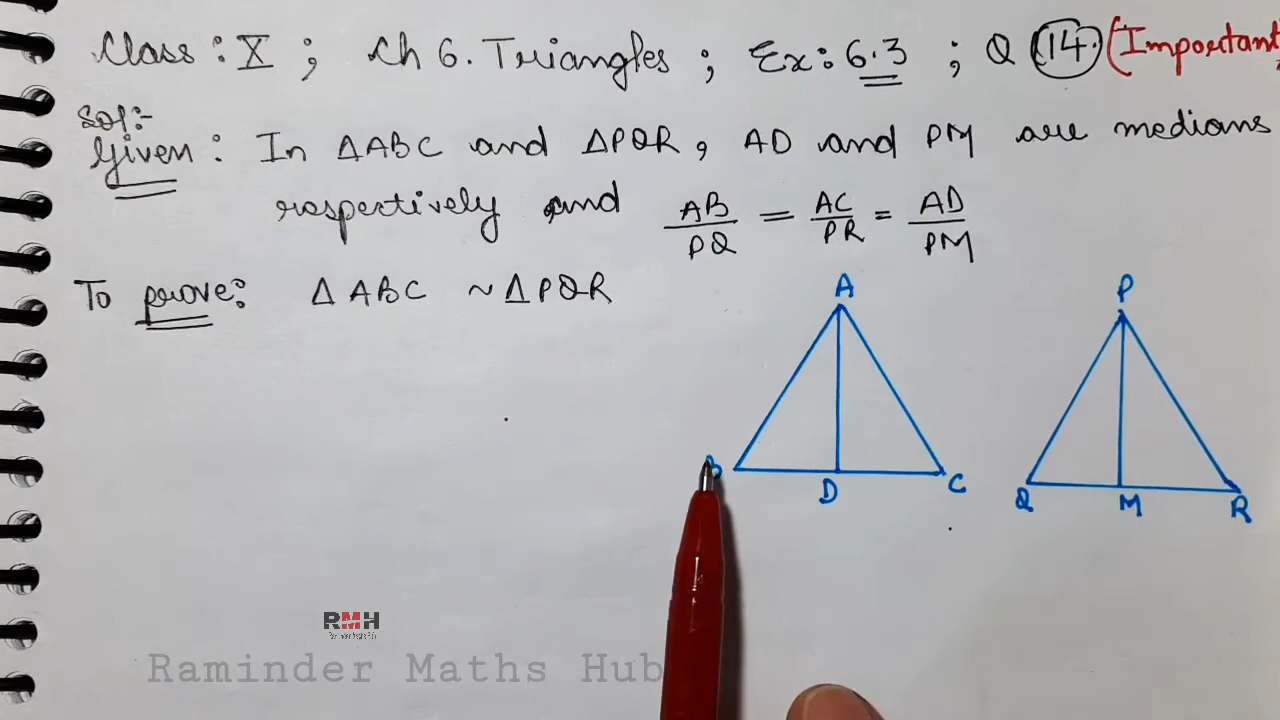 Class : X ; Ch 6. Triangles ; Ex: 6.3 ; Q 14. (Important
Sol:-
Given : In ΔABC and ΔPQR, AD and PM are medians
respectively and AB/PQ = AC/PR = AD/PM
To prove: Δ ABC ~ ΔPQR
A P
B D C Q M R
RMH
Raminder Maths Hub